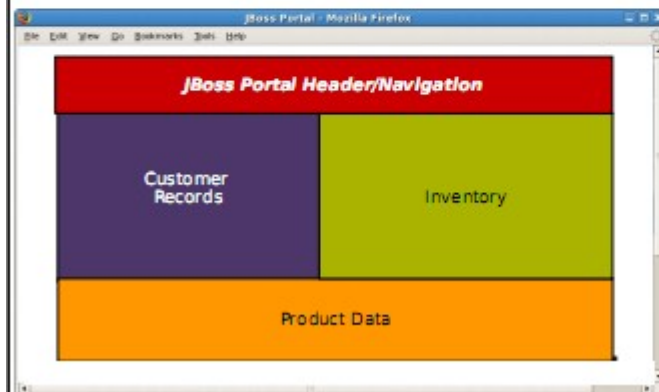 JBoss Portal - Mozilla Firefox
File Edit View Go Bookmarks Tools Help
JBoss Portal Header/Navigation
Customer
Records
Inventory
Product Data